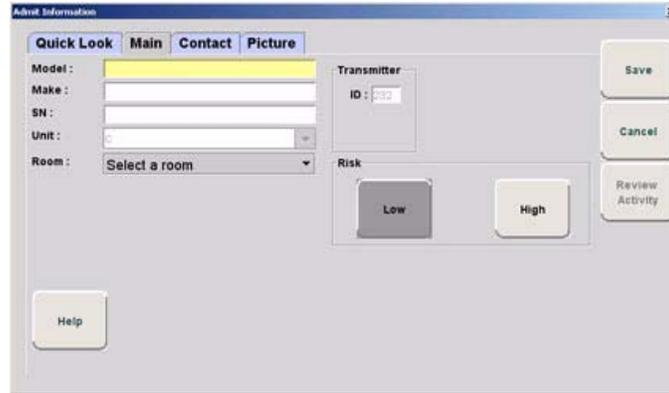 Admit Information
Quick Look Main Contact Picture
Model :
Make :
SN :
Unit : C
Room : Select a room
Transmitter
ID : 232
Risk
Low High
Save
Cancel
Review
Activity
Help